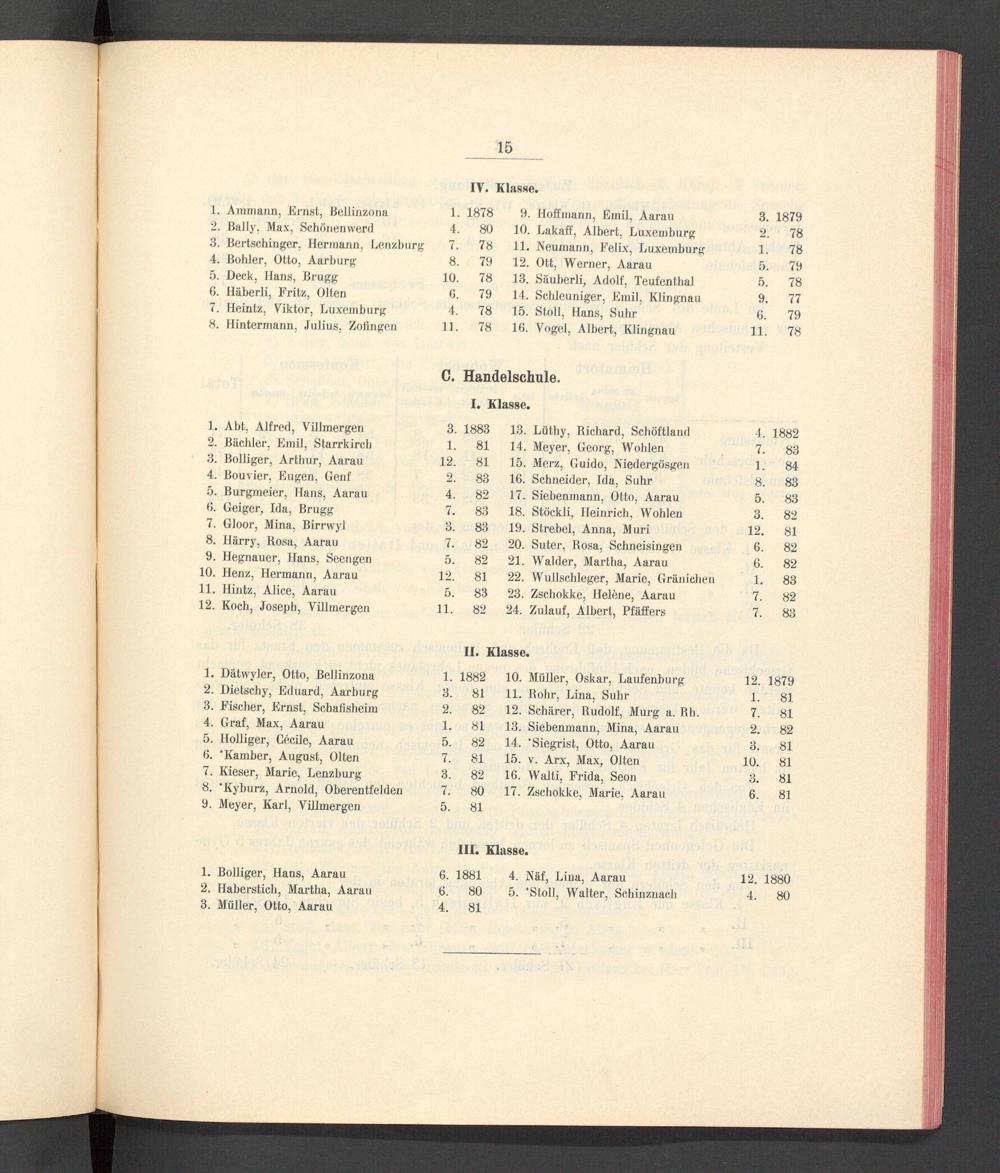 15
IV. Klasse.
1. Ammann, Ernst, Bellinzona 1. 1878
2. Bally, Max, Schönenwerd 4. 80
3. Bertschinger, Hermann, Lenzburg 7. 78
4. Bohler, Otto, Aarburg 8. 79
5. Deck, Hans, Brugg 10. 78
6. Häberli, Fritz, Olten 6. 79
7. Heintz, Viktor, Luxemburg 4. 78
8. Hintermann, Julius, Zofingen 11. 78
9. Hoffmann, Emil, Aarau 3. 1879
10. Lakaff, Albert, Luxemburg 2. 78
11. Neumann, Felix, Luxemburg 1. 78
12. Ott, Werner, Aarau 5. 79
13. Säuberli, Adolf, Teufenthal 5. 78
14. Schleuniger, Emil, Klingnau 9. 77
15. Stoll, Hans, Suhr 6. 79
16. Vogel, Albert, Klingnau 11. 78
C. Handelschule.
I. Klasse.
1. Abt, Alfred, Villmergen 3. 1883
2. Bächler, Emil, Starrkirch 1. 81
3. Bolliger, Arthur, Aarau 12. 81
4. Bouvier, Eugen, Genf 2. 83
5. Burgmeier, Hans, Aarau 4. 82
6. Geiger, Ida, Brugg 7. 83
7. Gloor, Mina, Birrwyl 3. 83
8. Härry, Rosa, Aarau 7. 82
9. Hegnauer, Hans, Seengen 5. 82
10. Henz, Hermann, Aarau 12. 81
11. Hintz, Alice, Aarau 5. 83
12. Koch, Joseph, Villmergen 11. 82
13. Lüthy, Richard, Schöftland 4. 1882
14. Meyer, Georg, Wohlen 7. 83
15. Merz, Guido, Niedergösgen 1. 84
16. Schneider, Ida, Suhr 8. 83
17. Siebenmann, Otto, Aarau 5. 83
18. Stöckli, Heinrich, Wohlen 3. 82
19. Strebel, Anna, Muri 12. 81
20. Suter, Rosa, Schneisingen 6. 82
21. Walder, Martha, Aarau 6. 82
22. Wullschleger, Marie, Gränichen 1. 83
23. Zschokke, Helène, Aarau 7. 82
24. Zulauf, Albert, Pfäffers 7. 83
II. Klasse.
1. Dätwyler, Otto, Bellinzona 1. 1882
2. Dietschy, Eduard, Aarburg 3. 81
3. Fischer, Ernst, Schafisheim 2. 82
4. Graf, Max, Aarau 1. 81
5. Holliger, Cécile, Aarau 5. 82
6. *Kamber, August, Olten 7. 81
7. Kieser, Marie, Lenzburg 3. 82
8. *Kyburz, Arnold, Oberentfelden 7. 80
9. Meyer, Karl, Villmergen 5. 81
10. Müller, Oskar, Laufenburg 12. 1879
11. Rohr, Lina, Suhr 1. 81
12. Schärer, Rudolf, Murg a. Rh. 7. 81
13. Siebenmann, Mina, Aarau 2. 82
14. *Siegrist, Otto, Aarau 3. 81
15. v. Arx, Max, Olten 10. 81
16. Walti, Frida, Seon 3. 81
17. Zschokke, Marie, Aarau 6. 81
III. Klasse.
1. Bolliger, Hans, Aarau 6. 1881
2. Haberstich, Martha, Aarau 6. 80
3. Müller, Otto, Aarau 4. 81
4. Näf, Lina, Aarau 12. 1880
5. *Stoll, Walter, Schinznach 4. 80